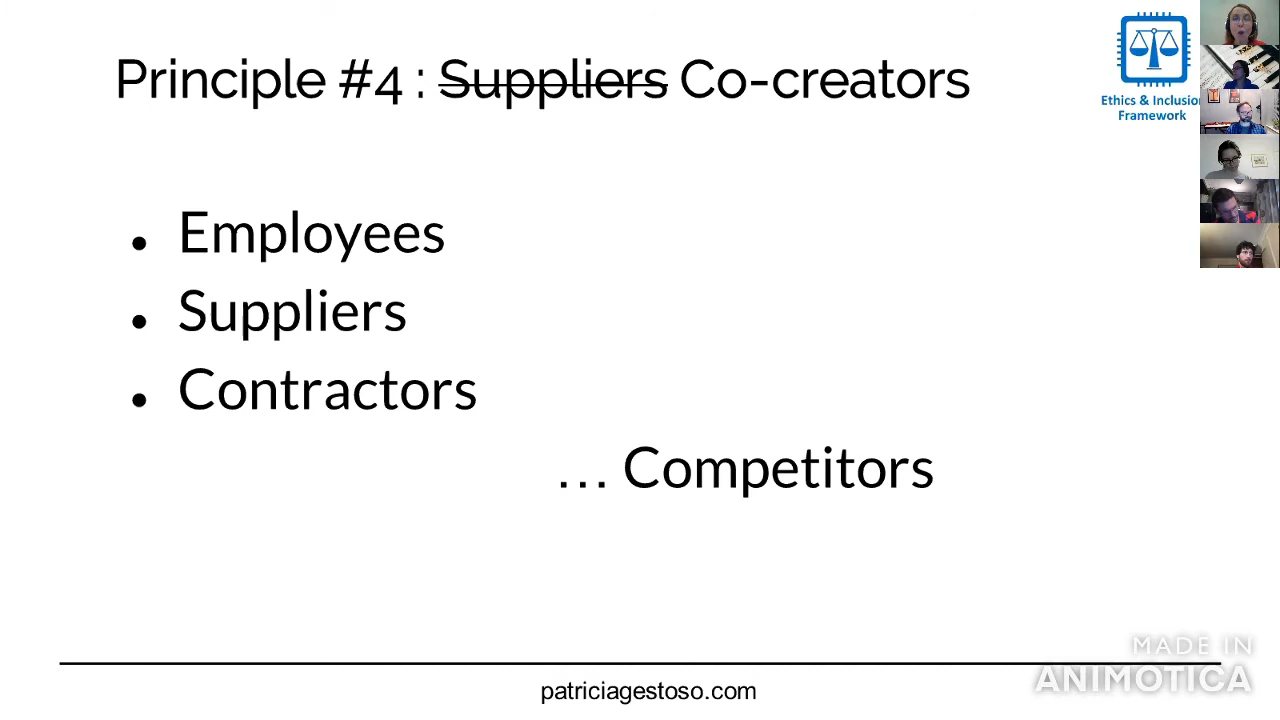 Principle #4 : Suppliers Co-creators
Ethics & Inclusion
Framework
Employees
Suppliers
Contractors
... Competitors
patriciagestoso.com
MADE IN
ANIMOTICA